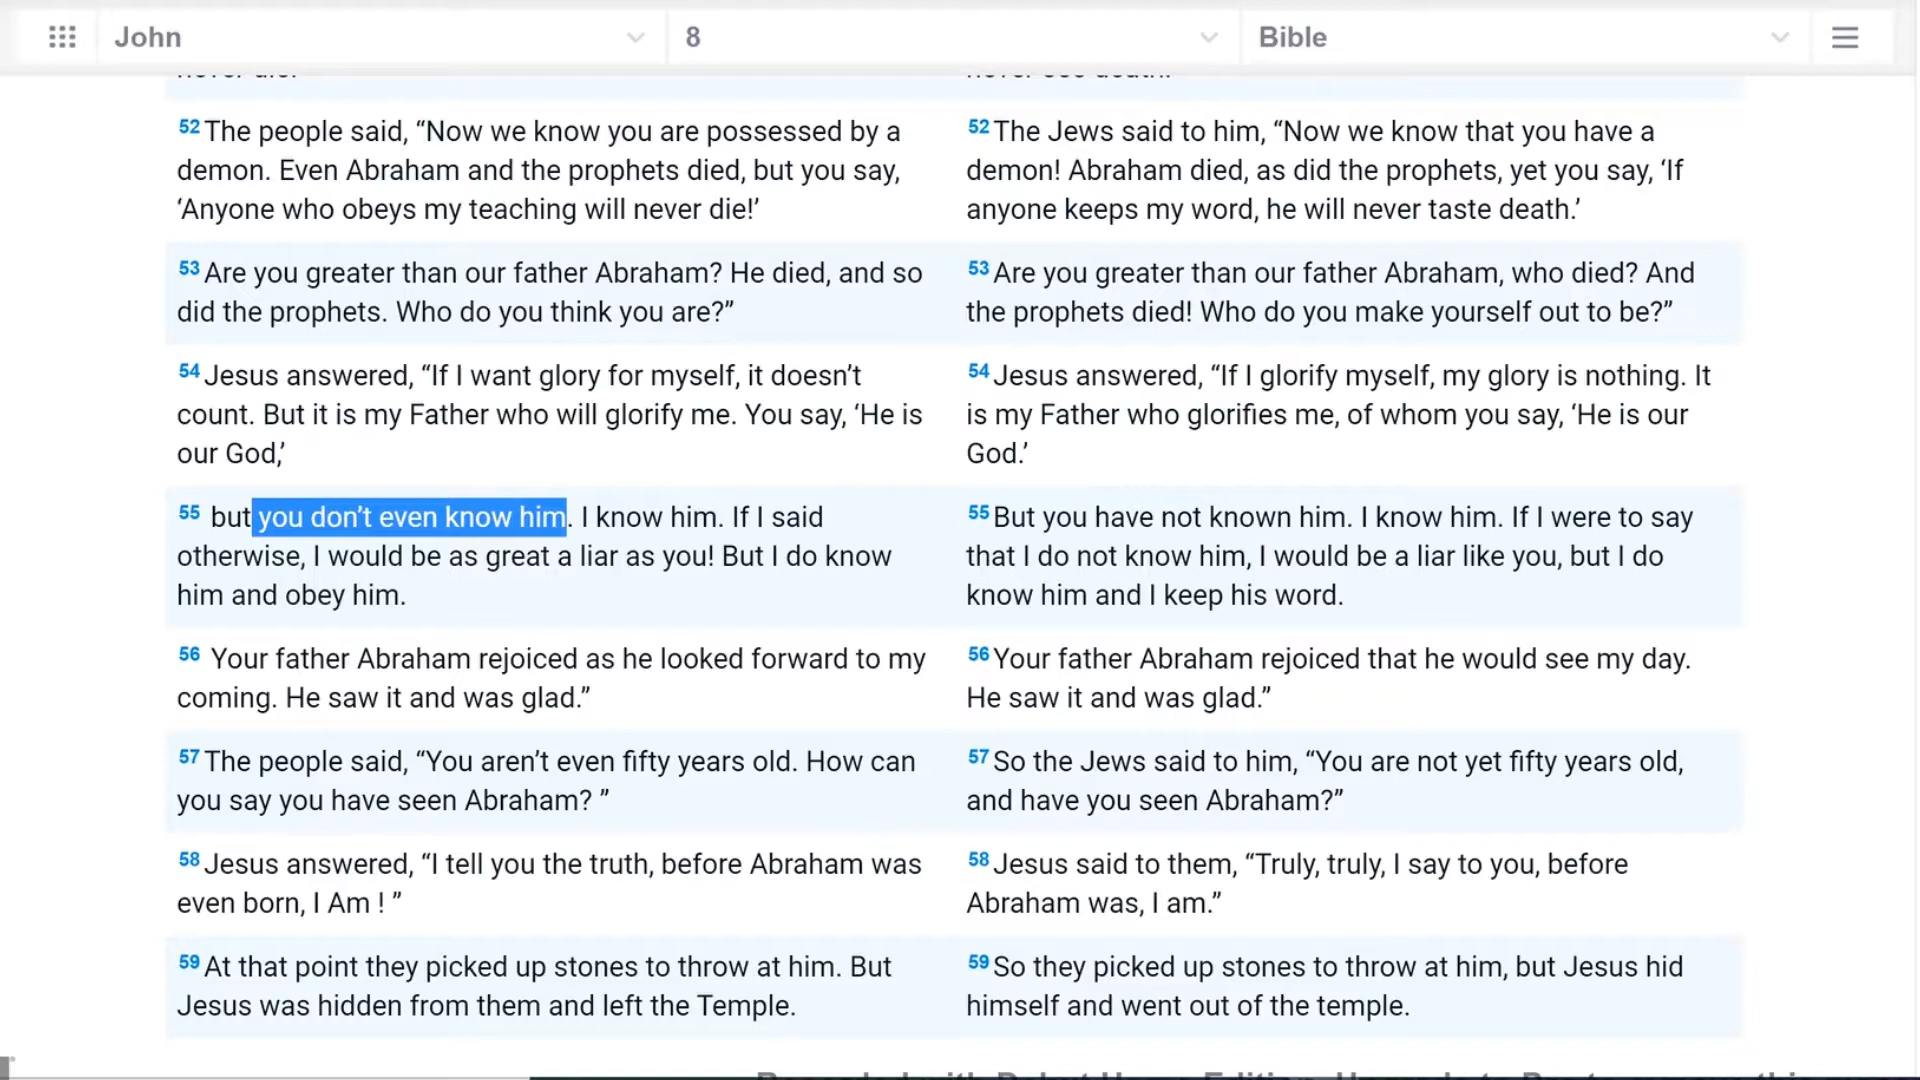 John
8
Bible
52 The people said, “Now we know you are possessed by a
demon. Even Abraham and the prophets died, but you say,
‘Anyone who obeys my teaching will never die!’
53 Are you greater than our father Abraham? He died, and so
did the prophets. Who do you think you are?”
54 Jesus answered, “If I want glory for myself, it doesn’t
count. But it is my Father who will glorify me. You say, ‘He is
our God,’
55 but you don’t even know him. I know him. If I said
otherwise, I would be as great a liar as you! But I do know
him and obey him.
56 Your father Abraham rejoiced as he looked forward to my
coming. He saw it and was glad.”
57 The people said, “You aren’t even fifty years old. How can
you say you have seen Abraham? ”
58 Jesus answered, “I tell you the truth, before Abraham was
even born, I Am ! ”
59 At that point they picked up stones to throw at him. But
Jesus was hidden from them and left the Temple.
never see death.’
52 The Jews said to him, “Now we know that you have a
demon! Abraham died, as did the prophets, yet you say, ‘If
anyone keeps my word, he will never taste death.’
53 Are you greater than our father Abraham, who died? And
the prophets died! Who do you make yourself out to be?”
54 Jesus answered, “If I glorify myself, my glory is nothing. It
is my Father who glorifies me, of whom you say, ‘He is our
God.’
55 But you have not known him. I know him. If I were to say
that I do not know him, I would be a liar like you, but I do
know him and I keep his word.
56 Your father Abraham rejoiced that he would see my day.
He saw it and was glad.”
57 So the Jews said to him, “You are not yet fifty years old,
and have you seen Abraham?”
58 Jesus said to them, “Truly, truly, I say to you, before
Abraham was, I am.”
59 So they picked up stones to throw at him, but Jesus hid
himself and went out of the temple.